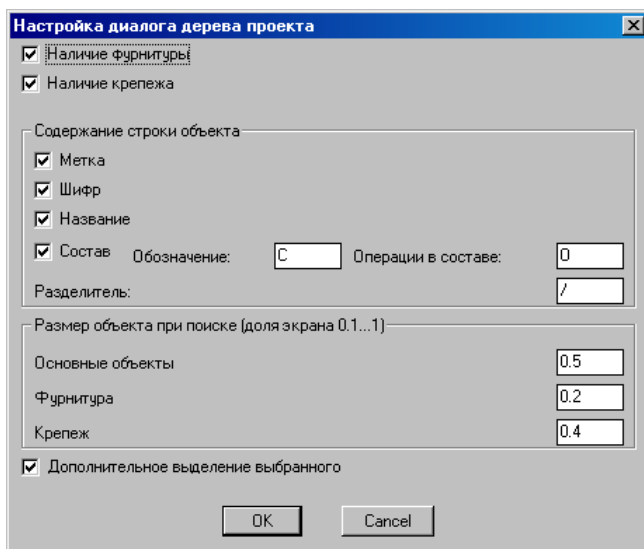 Настройка диалога дерева проекта
Наличие фурнитуры
Наличие крепежа
Содержание строки объекта
Метка
Шифр
Название
Состав Обозначение: С Операции в составе: О
Разделитель: /
Размер объекта при поиске (доля экрана 0.1...1)
Основные объекты 0.5
Фурнитура 0.2
Крепеж 0.4
Дополнительное выделение выбранного
OK Cancel